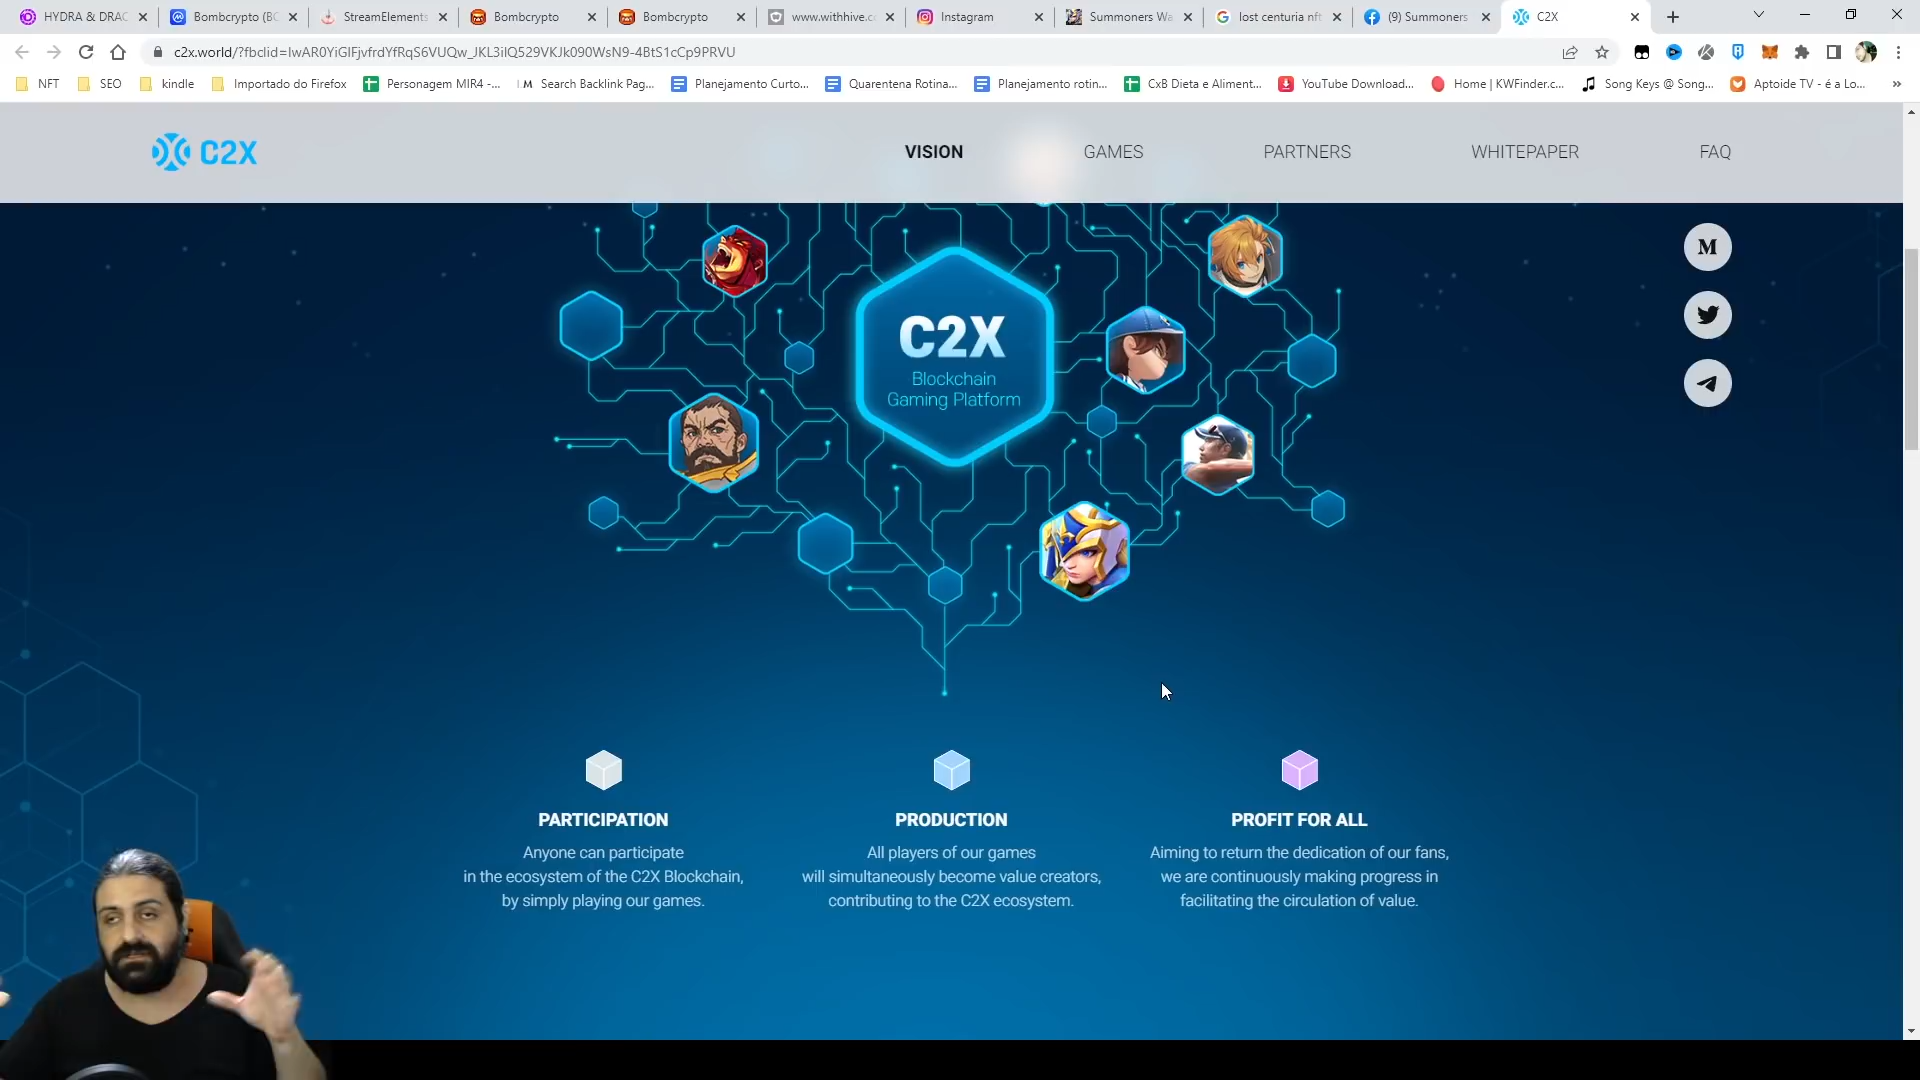 HYDRA & DRAC
Bombcrypto (BC
StreamElements
Bombcrypto
Bombcrypto
www.withhive.co
Instagram
Summoners Wa
lost centuria nft
(9) Summoners
C2X
c2x.world/?fbclid=IwAR0YiGIFjvfrdYfRqS6VUQw_JKL3iIQ529VKJk090WsN9-4BtS1cCp9PRVU
NFT
SEO
kindle
Importado do Firefox
Personagem MIR4 -...
M Search Backlink Pag...
Planejamento Curto...
Quarentena Rotina...
Planejamento rotin...
CxB Dieta e Aliment...
YouTube Download...
Home | KWFinder.c...
Song Keys @ Song...
Aptoide TV - é a Lo...
C2X
VISION
GAMES
PARTNERS
WHITEPAPER
FAQ
M
C2X
Blockchain
Gaming Platform
PARTICIPATION
Anyone can participate
in the ecosystem of the C2X Blockchain,
by simply playing our games.
PRODUCTION
All players of our games
will simultaneously become value creators,
contributing to the C2X ecosystem.
PROFIT FOR ALL
Aiming to return the dedication of our fans,
we are continuously making progress in
facilitating the circulation of value.